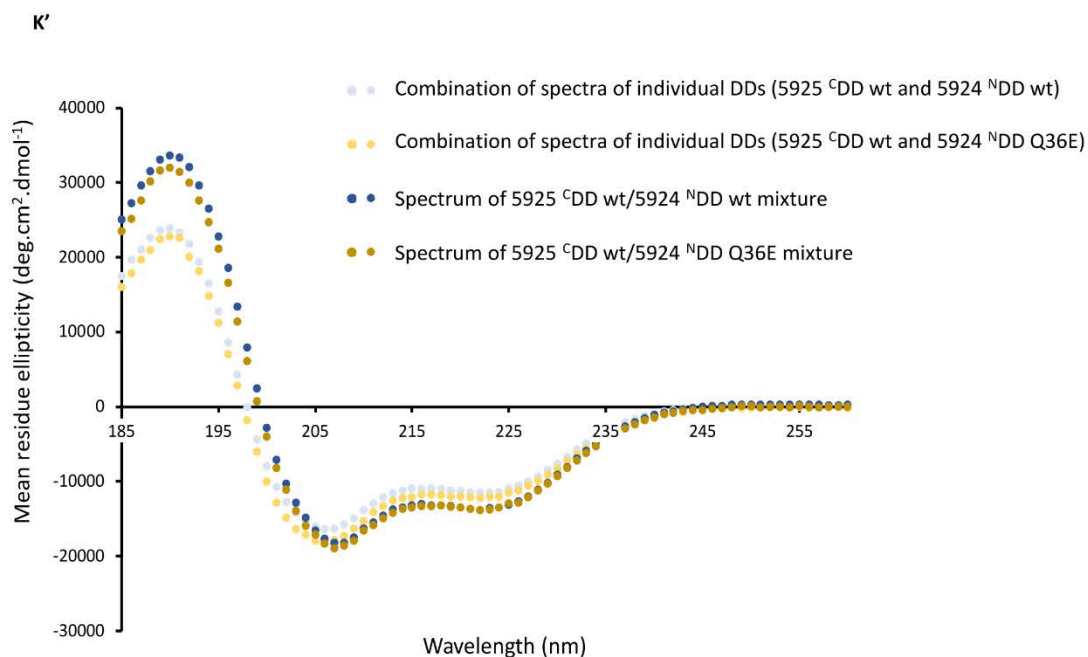 K’
Combination of spectra of individual DDs (5925 ᶜDD wt and 5924 ᴺDD wt)
Combination of spectra of individual DDs (5925 ᶜDD wt and 5924 ᴺDD Q36E)
Spectrum of 5925 ᶜDD wt/5924 ᴺDD wt mixture
Spectrum of 5925 ᶜDD wt/5924 ᴺDD Q36E mixture
Mean residue ellipticity (deg.cm².dmol⁻¹)
40000
30000
20000
10000
0
-10000
-20000
-30000
185 195 205 215 225 235 245 255
Wavelength (nm)